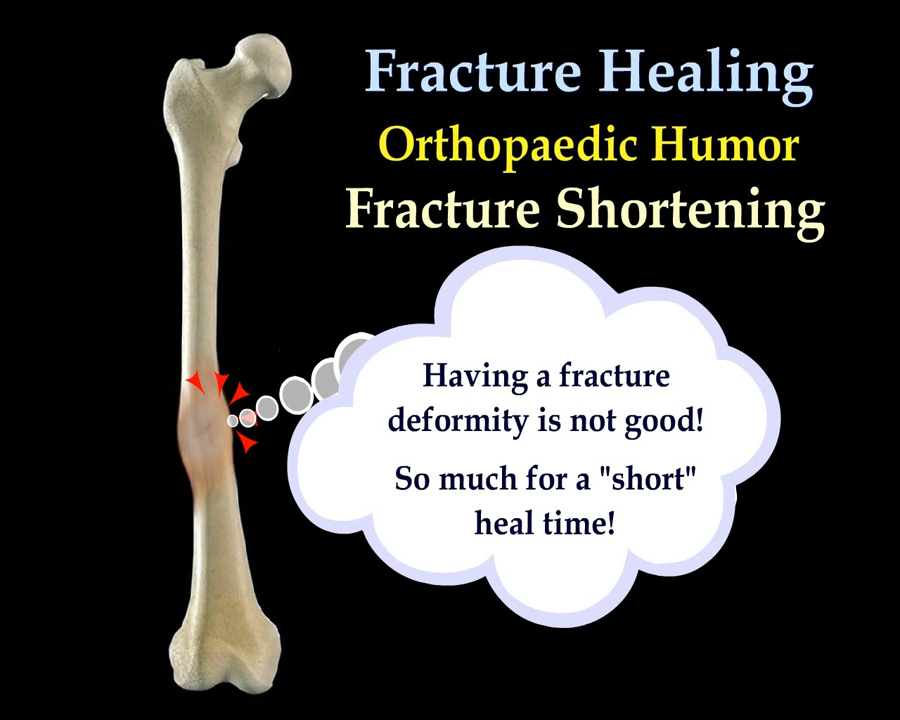 Fracture Healing
Orthopaedic Humor
Fracture Shortening
Having a fracture
deformity is not good!
So much for a "short"
heal time!